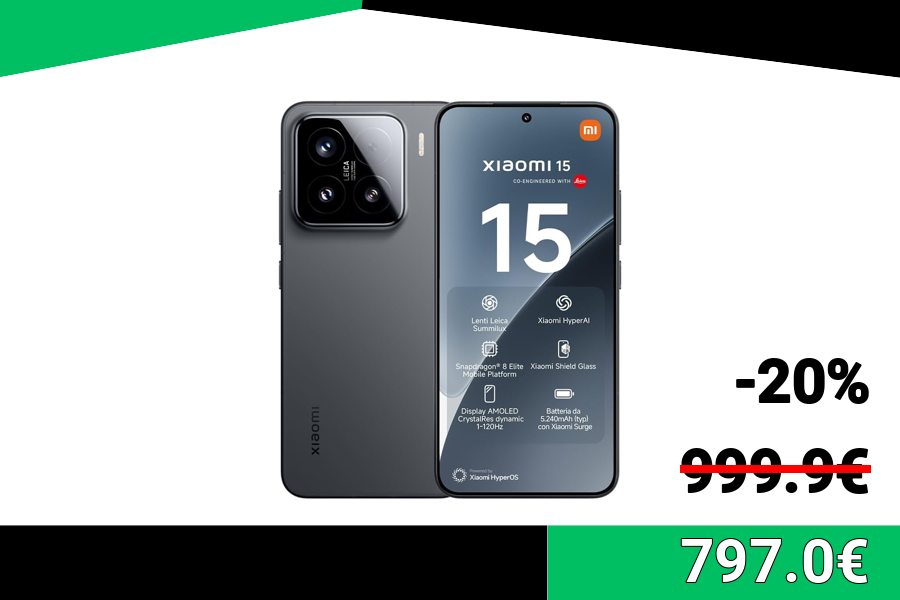 LEICA
xiaomi
mi
xiaomi 15
CO-ENGINEERED WITH Leica
15
Lenti Leica
Summilux
Xiaomi HyperAI
Snapdragon® 8 Elite
Mobile Platform
Xiaomi Shield Glass
Display AMOLED
CrystalRes dynamic
1-120Hz
Batteria da
5.240mAh (typ)
con Xiaomi Surge
Powered by
Xiaomi HyperOS
-20%
999.9€
797.0€